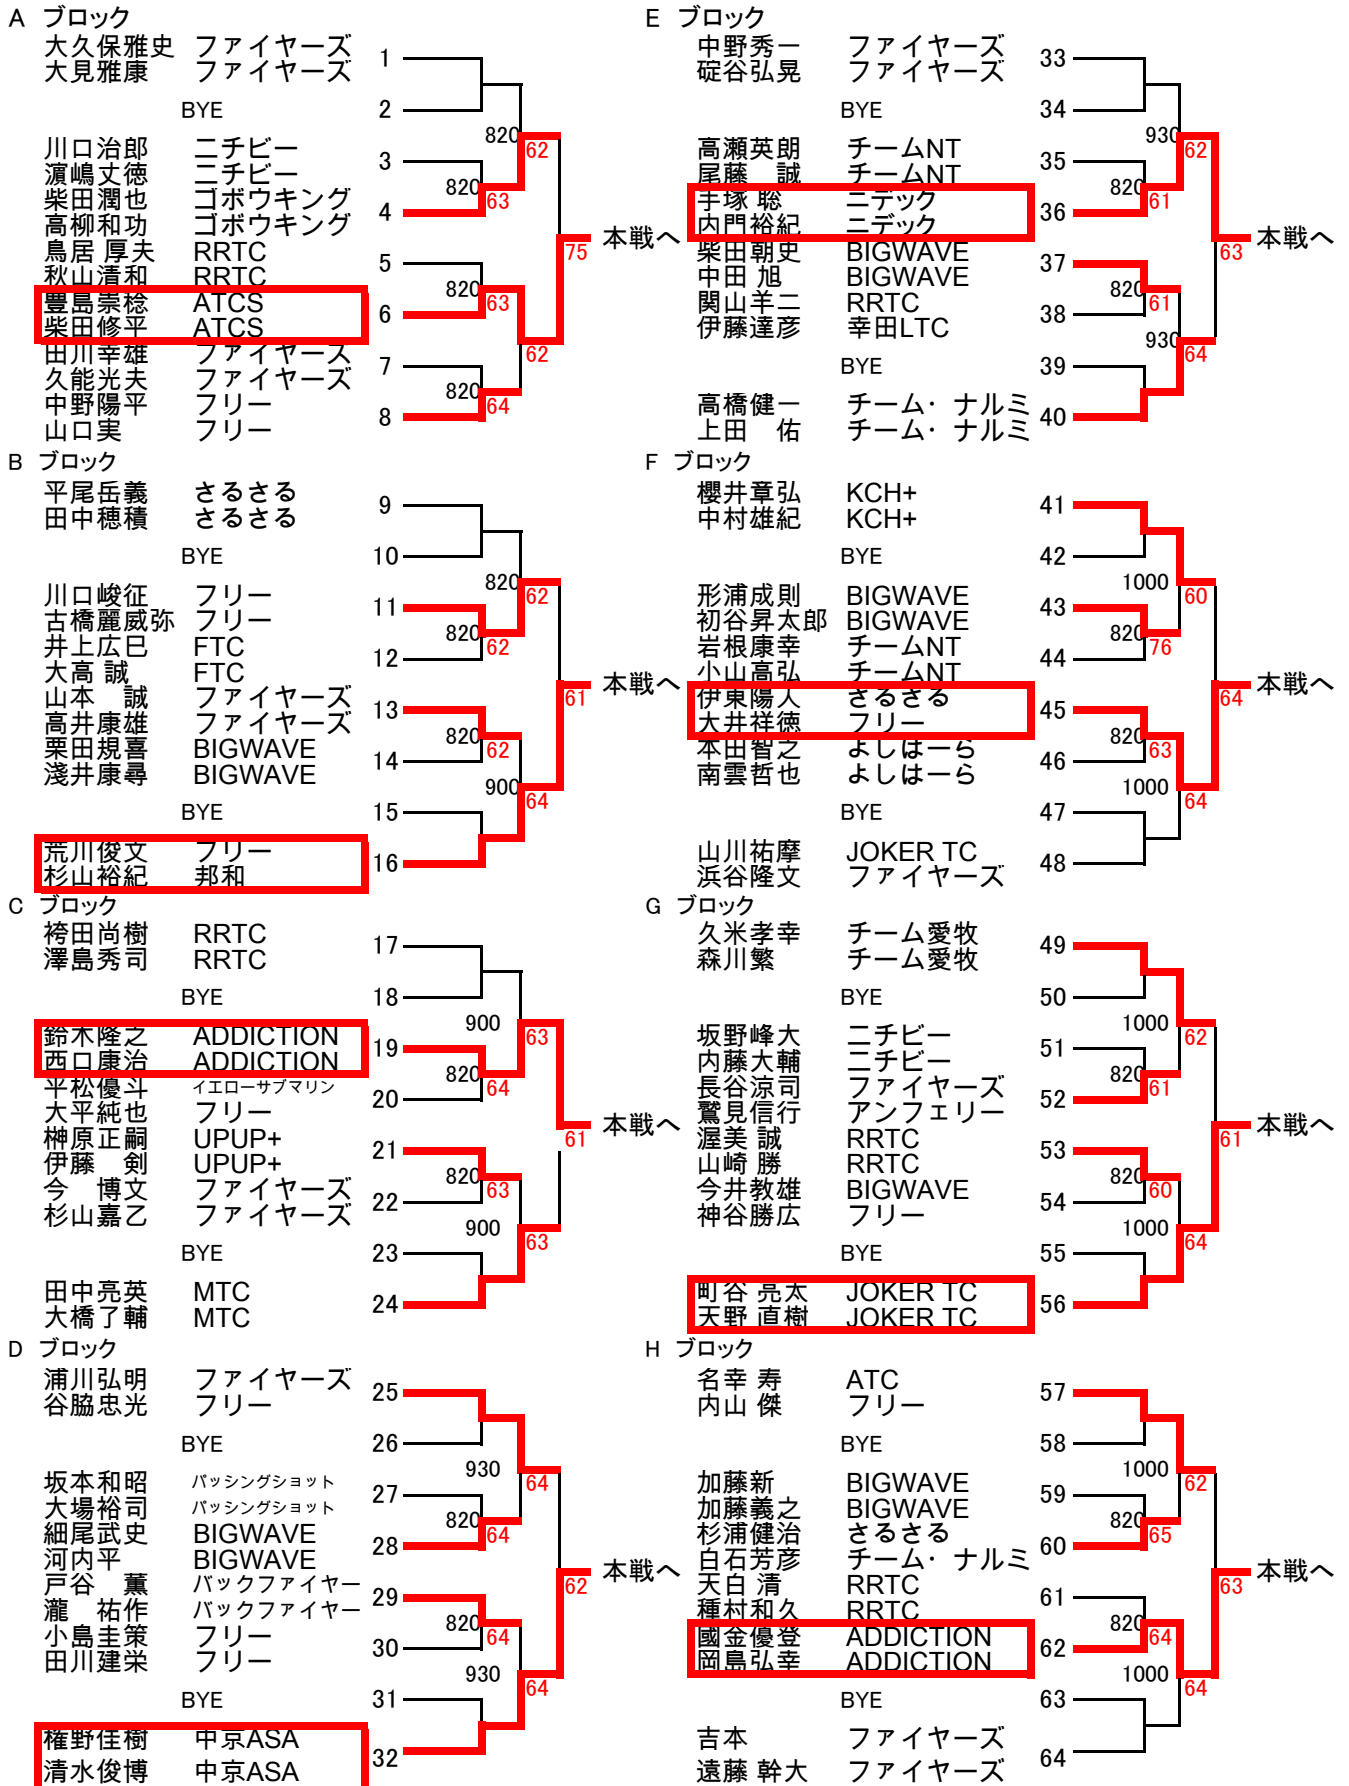 A ブロック
大久保雅史 ファイヤーズ
大見雅康 ファイヤーズ
1
BYE
2
820
62
川口治郎 ニチビー
濵嶋丈徳 ニチビー
3
柴田潤也 ゴボウキング
高柳和功 ゴボウキング
4
820
63
鳥居 厚夫 RRTC
秋山清和 RRTC
5
75
本戦へ
豊島崇稔 ATCS
柴田修平 ATCS
6
820
63
田川幸雄 ファイヤーズ
久能光夫 ファイヤーズ
7
62
中野陽平 フリー
山口実 フリー
8
820
64
B ブロック
平尾岳義 さるさる
田中穂積 さるさる
9
BYE
10
820
62
川口峻征 フリー
古橋麗威弥 フリー
11
井上広巳 FTC
大高 誠 FTC
12
820
62
山本 誠 ファイヤーズ
高井康雄 ファイヤーズ
13
61
本戦へ
栗田規喜 BIGWAVE
淺井康尋 BIGWAVE
14
820
62
BYE
15
900
64
荒川俊文 フリー
杉山裕紀 邦和
16
C ブロック
袴田尚樹 RRTC
澤島秀司 RRTC
17
BYE
18
900
63
鈴木隆之 ADDICTION
西口康治 ADDICTION
19
平松優斗 イエローサブマリン
大平純也 フリー
20
820
64
榊原正嗣 UPUP+
伊藤 剣 UPUP+
21
61
本戦へ
今 博文 ファイヤーズ
杉山嘉乙 ファイヤーズ
22
820
63
BYE
23
900
63
田中亮英 MTC
大橋了輔 MTC
24
D ブロック
浦川弘明 ファイヤーズ
谷脇忠光 フリー
25
BYE
26
930
64
坂本和昭 パッシングショット
大場裕司 パッシングショット
27
細尾武史 BIGWAVE
河内平 BIGWAVE
28
820
64
戸谷 薫 バックファイヤー
瀧 祐作 バックファイヤー
29
62
本戦へ
小島圭策 フリー
田川建栄 フリー
30
820
64
BYE
31
930
64
権野佳樹 中京ASA
清水俊博 中京ASA
32
E ブロック
中野秀一 ファイヤーズ
碇谷弘晃 ファイヤーズ
33
BYE
34
930
62
高瀬英朗 チームNT
尾藤 誠 チームNT
35
手塚 聡 ニデック
内門裕紀 ニデック
36
820
61
柴田朝史 BIGWAVE
中田 旭 BIGWAVE
37
63
本戦へ
関山羊二 RRTC
伊藤達彦 幸田LTC
38
820
61
BYE
39
930
64
高橋健一 チーム・ナルミ
上田 佑 チーム・ナルミ
40
F ブロック
櫻井章弘 KCH+
中村雄紀 KCH+
41
BYE
42
1000
60
形浦成則 BIGWAVE
初谷昇太郎 BIGWAVE
43
岩根康幸 チームNT
小山高弘 チームNT
44
820
76
伊東陽人 さるさる
大井祥徳 フリー
45
64
本戦へ
本田智之 よしはーら
南雲哲也 よしはーら
46
820
63
BYE
47
1000
64
山川祐摩 JOKER TC
浜谷隆文 ファイヤーズ
48
G ブロック
久米孝幸 チーム愛牧
森川繁 チーム愛牧
49
BYE
50
1000
62
坂野峰大 ニチビー
内藤大輔 ニチビー
51
長谷涼司 ファイヤーズ
鷲見信行 アンフェリー
52
820
61
渥美 誠 RRTC
山崎 勝 RRTC
53
61
本戦へ
今井教雄 BIGWAVE
神谷勝広 フリー
54
820
60
BYE
55
1000
64
町谷 亮太 JOKER TC
天野 直樹 JOKER TC
56
H ブロック
名幸 寿 ATC
内山 傑 フリー
57
BYE
58
1000
62
加藤新 BIGWAVE
加藤義之 BIGWAVE
59
杉浦健治 さるさる
白石芳彦 チーム・ナルミ
60
820
65
天白 清 RRTC
種村和久 RRTC
61
63
本戦へ
國金優登 ADDICTION
岡島弘幸 ADDICTION
62
820
64
BYE
63
1000
64
吉本 ファイヤーズ
遠藤 幹大 ファイヤーズ
64